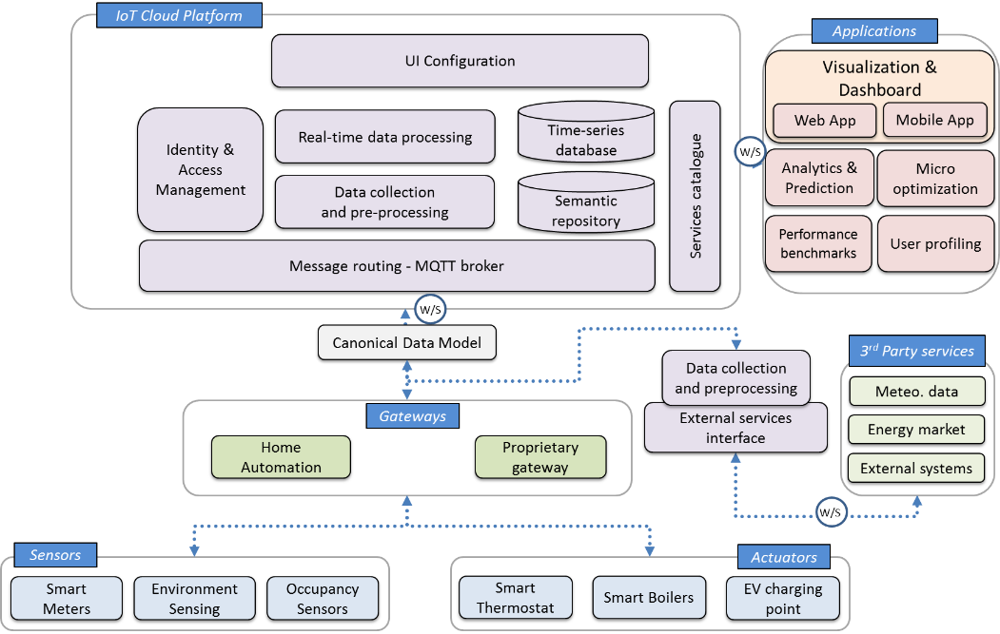 IoT Cloud Platform
UI Configuration
Identity &
Access
Management
Real-time data processing
Data collection
and pre-processing
Time-series
database
Semantic
repository
Services catalogue
Message routing - MQTT broker
W/S
Applications
Visualization &
Dashboard
Web App
Mobile App
W/S
Analytics &
Prediction
Micro
optimization
Performance
benchmarks
User profiling
Canonical Data Model
Data collection
and preprocessing
External services
interface
3rd Party services
Meteo. data
Energy market
External systems
W/S
Gateways
Home
Automation
Proprietary
gateway
Sensors
Smart
Meters
Environment
Sensing
Occupancy
Sensors
Actuators
Smart
Thermostat
Smart Boilers
EV charging
point